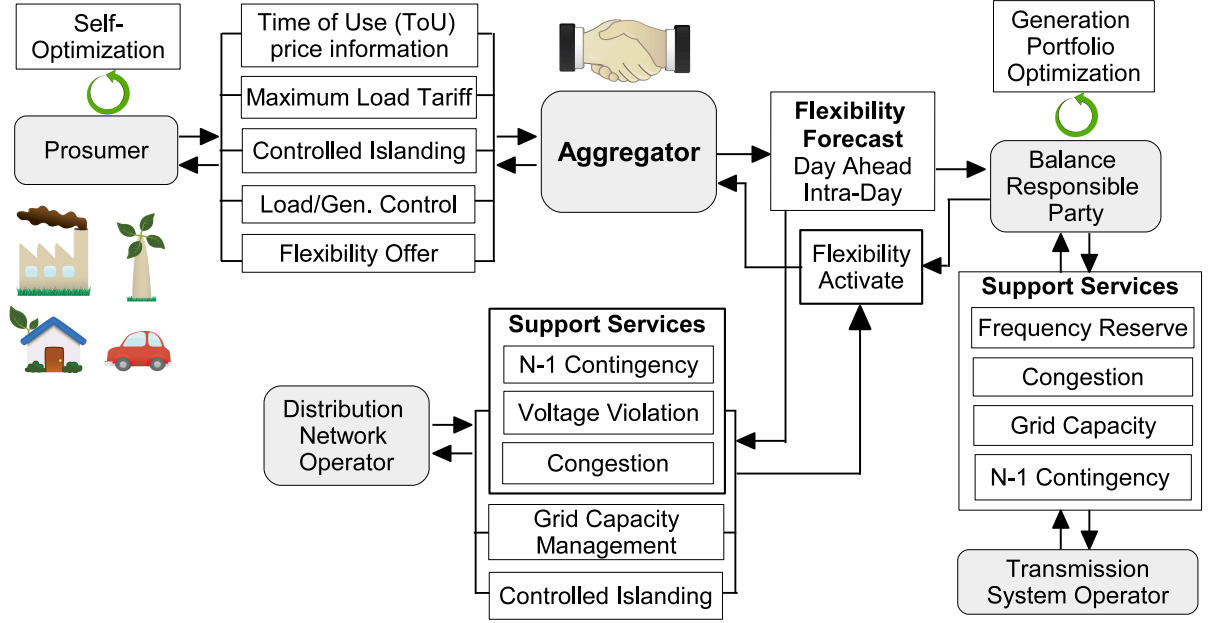 Self-
Optimization
Prosumer
Time of Use (ToU)
price information
Maximum Load Tariff
Controlled Islanding
Load/Gen. Control
Flexibility Offer
Aggregator
Flexibility
Forecast
Day Ahead
Intra-Day
Flexibility
Activate
Generation
Portfolio
Optimization
Balance
Responsible
Party
Support Services
Frequency Reserve
Congestion
Grid Capacity
N-1 Contingency
Transmission
System Operator
Distribution
Network
Operator
Support Services
N-1 Contingency
Voltage Violation
Congestion
Grid Capacity
Management
Controlled Islanding